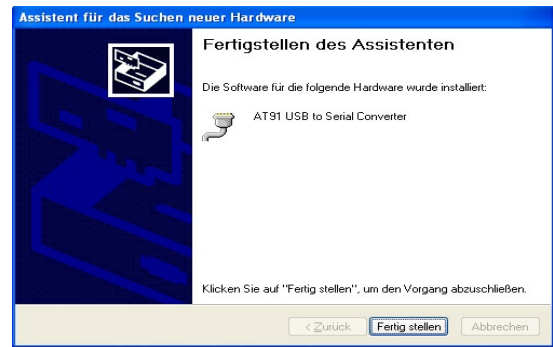 Assistent für das Suchen neuer Hardware
Fertigstellen des Assistenten
Die Software für die folgende Hardware wurde installiert:
AT91 USB to Serial Converter
Klicken Sie auf "Fertig stellen", um den Vorgang abzuschließen.
< Zurück Fertig stellen Abbrechen